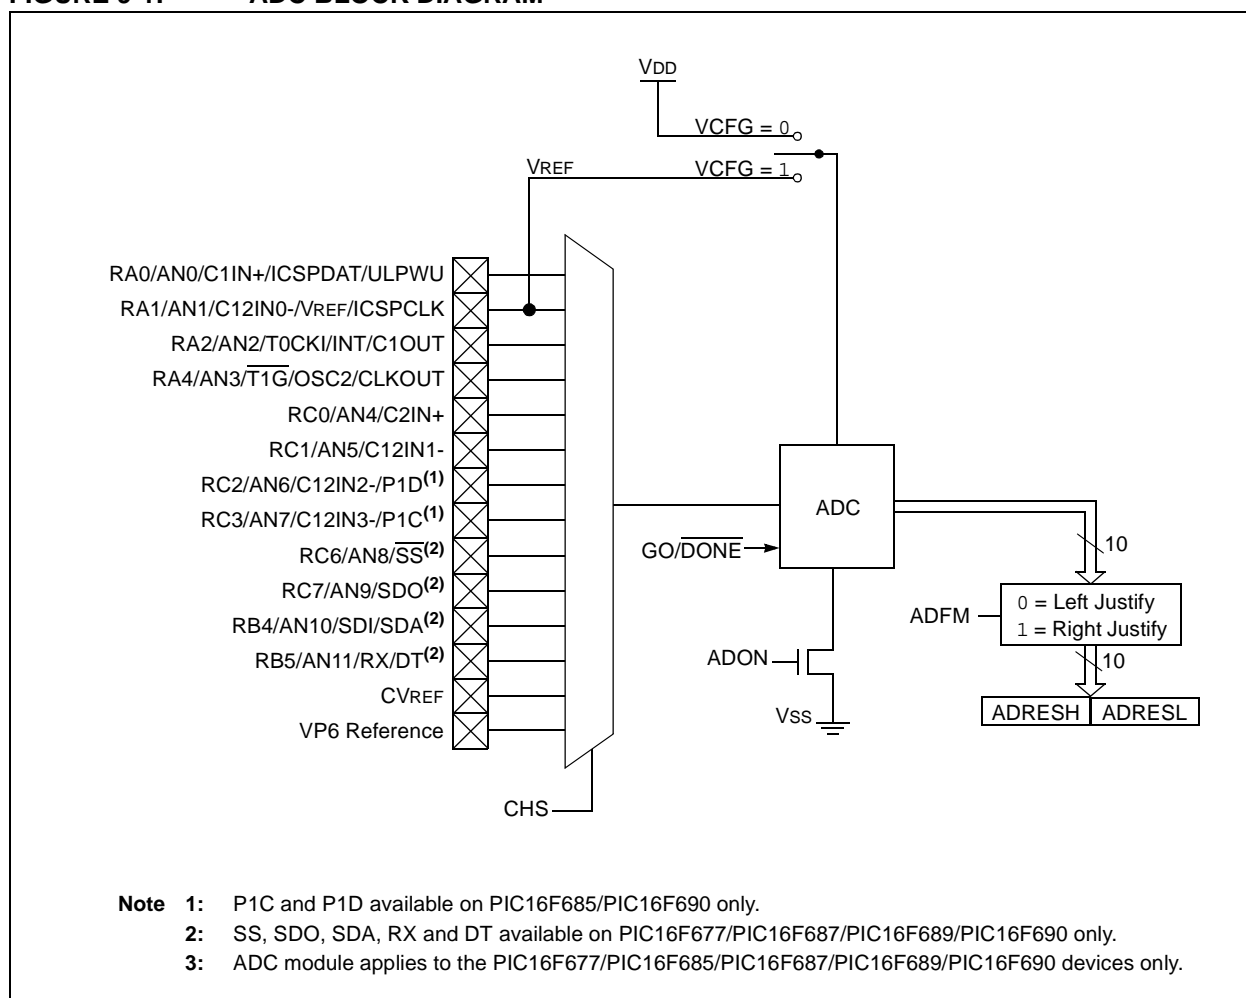 FIGURE 9-1: ADC BLOCK DIAGRAM
VDD
VCFG = 0
VREF
VCFG = 1
RA0/AN0/C1IN+/ICSPDAT/ULPWU
RA1/AN1/C12IN0-/VREF/ICSPCLK
RA2/AN2/T0CKI/INT/C1OUT
RA4/AN3/T1G/OSC2/CLKOUT
RC0/AN4/C2IN+
RC1/AN5/C12IN1-
RC2/AN6/C12IN2-/P1D(1)
RC3/AN7/C12IN3-/P1C(1)
RC6/AN8/SS(2)
RC7/AN9/SDO(2)
RB4/AN10/SDI/SDA(2)
RB5/AN11/RX/DT(2)
CVREF
VP6 Reference
CHS
ADC
GO/DONE
ADON
VSS
10
ADFM
0 = Left Justify
1 = Right Justify
10
ADRESH ADRESL
Note 1: P1C and P1D available on PIC16F685/PIC16F690 only.
2: SS, SDO, SDA, RX and DT available on PIC16F677/PIC16F687/PIC16F689/PIC16F690 only.
3: ADC module applies to the PIC16F677/PIC16F685/PIC16F687/PIC16F689/PIC16F690 devices only.